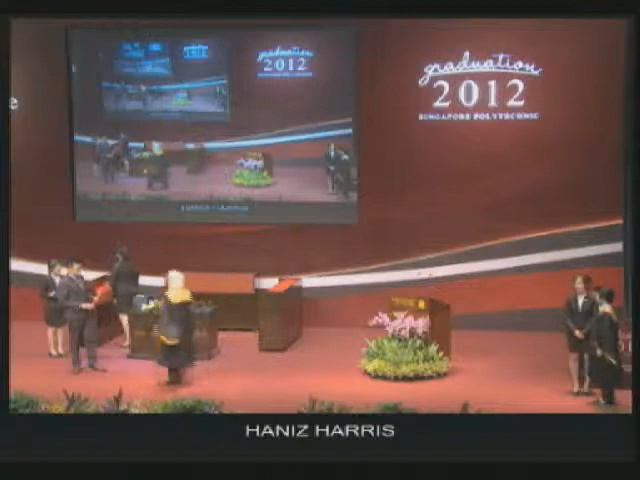 graduation
2012
SINGAPORE POLYTECHNIC
graduation
2012
e
HANIZ HARRIS